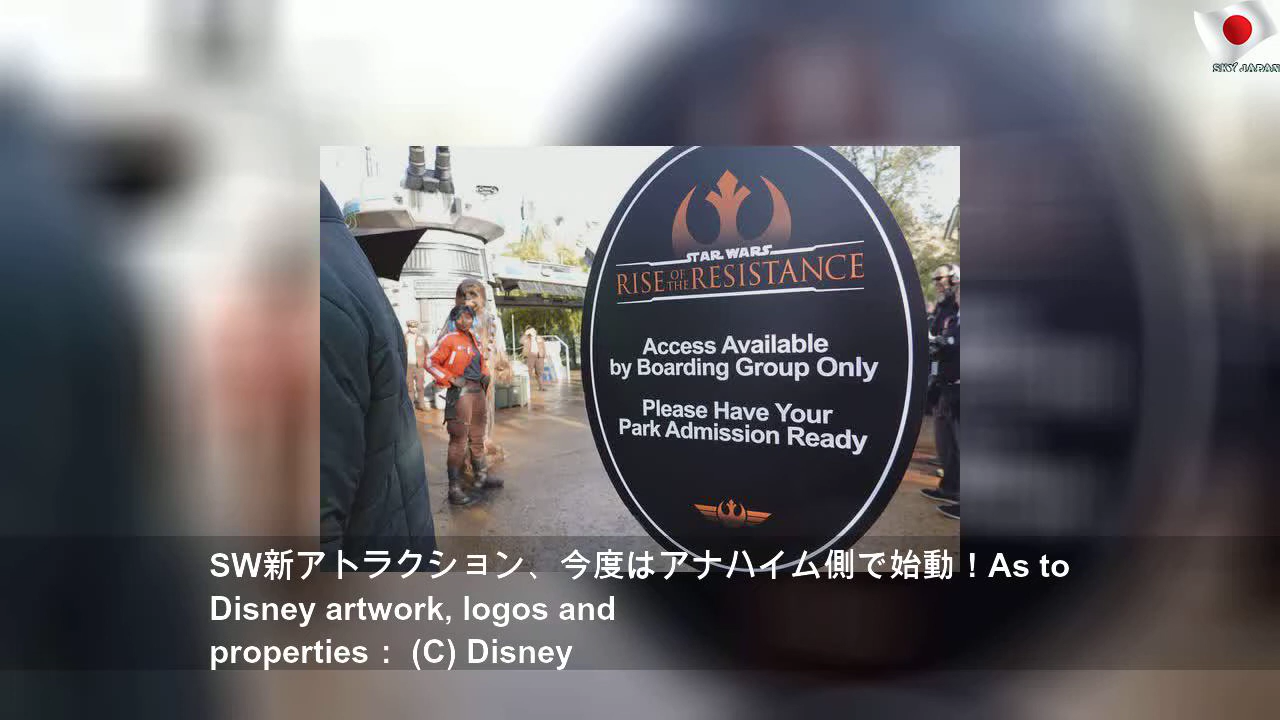 SKY JAPAN
STAR WARS
RISE OF THE RESISTANCE
Access Available
by Boarding Group Only
Please Have Your
Park Admission Ready
SW新アトラクション、今度はアナハイム側で始動！As to
Disney artwork, logos and
properties： (C) Disney